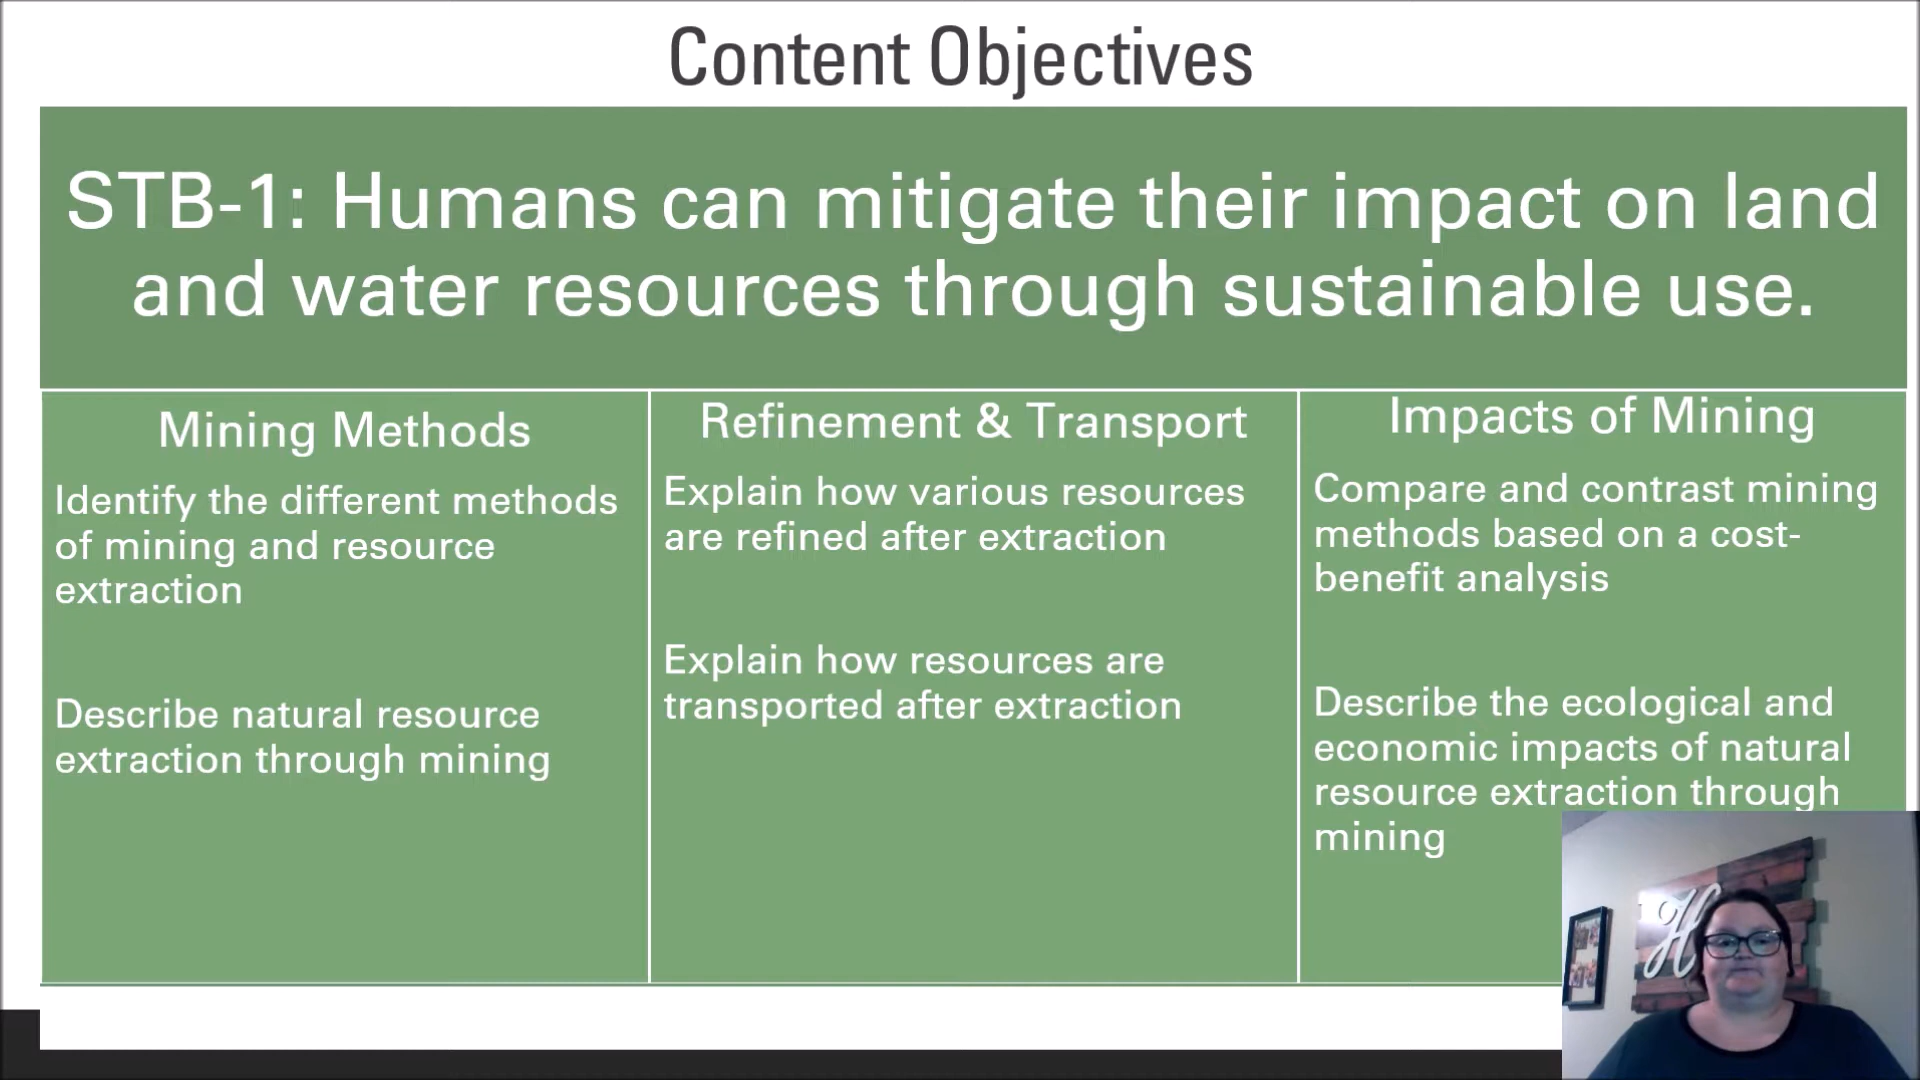 Content Objectives
STB-1: Humans can mitigate their impact on land
and water resources through sustainable use.
Mining Methods
Identify the different methods
of mining and resource
extraction
Describe natural resource
extraction through mining
Refinement & Transport
Explain how various resources
are refined after extraction
Explain how resources are
transported after extraction
Impacts of Mining
Compare and contrast mining
methods based on a cost-
benefit analysis
Describe the ecological and
economic impacts of natural
resource extraction through
mining
H